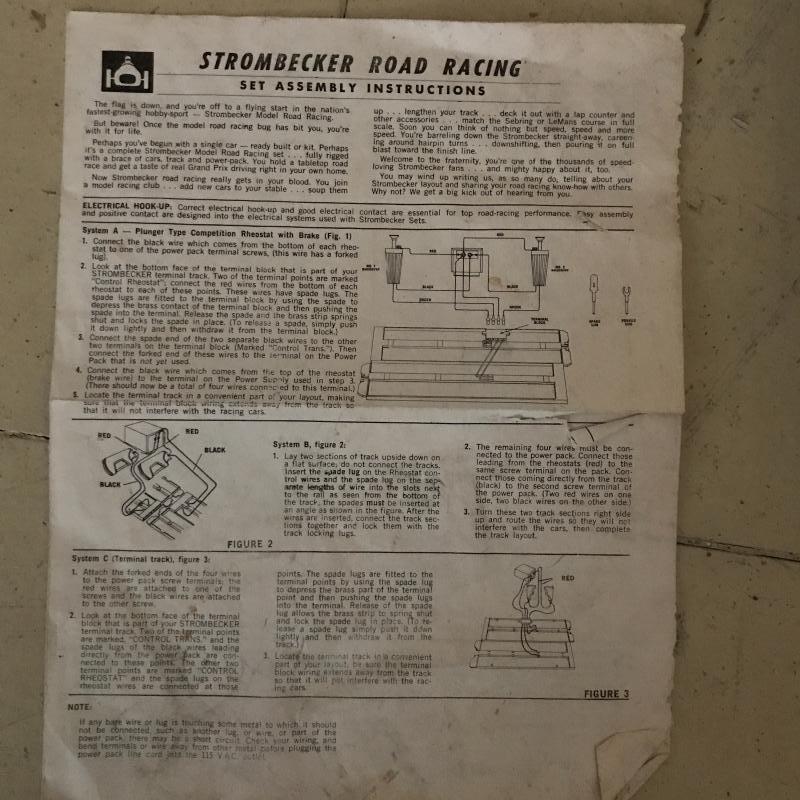 STROMBECKER ROAD RACING
SET ASSEMBLY INSTRUCTIONS
The flag is down, and you're off to a flying start in the nation's
fastest-growing hobby-sport — Strombecker Model Road Racing.
But beware! Once the model road racing bug has bit you, you're
with it for life.
Perhaps you've begun with a single car — ready built or kit. Perhaps
it's a complete Strombecker Model Road Racing set . . . fully rigged
with a brace of cars, track and power-pack. You hold a tabletop road
race and get a taste of real Grand Prix driving right in your own home.
Now Strombecker road racing really gets in your blood. You join
a model racing club . . . add new cars to your stable . . . soup them
up . . . lengthen your track . . . deck it out with a lap counter and
other accessories . . . match the Sebring or LeMans course in full
scale. Soon you can think of nothing but speed, speed and more
speed. You're barreling down the Strombecker straight-away, careen-
ing around hairpin turns . . . downshifting, then pouring it on full
blast toward the finish line.
Welcome to the fraternity, you're one of the thousands of speed-
loving Strombecker fans . . . and mighty happy about it, too.
You may wind up writing us, as so many do, telling about your
Strombecker layout and sharing your road racing know-how with others.
Why not? We get a big kick out of hearing from you.
ELECTRICAL HOOK-UP: Correct electrical hook-up and good electrical contact are essential for top road-racing performance. Easy assembly
and positive contact are designed into the electrical systems used with Strombecker Sets.
System A — Plunger Type Competition Rheostat with Brake (Fig. 1)
1. Connect the black wire which comes from the bottom of each rheo-
stat to one of the power pack terminal screws, (this wire has a forked
lug).
2. Look at the bottom face of the terminal block that is part of your
STROMBECKER terminal track. Two of the terminal points are marked
"Control Rheostat"; connect the red wires from the bottom of each
rheostat to each of these points. These wires have spade lugs. The
spade lugs are fitted to the terminal block by using the spade to
depress the brass contact of the terminal block and then pushing the
spade into the terminal. Release the spade and the brass strip springs
shut and locks the spade in place. (To release a spade, simply push
it down lightly and then withdraw it from the terminal block.)
3. Connect the spade end of the two separate black wires to the other
two terminals on the terminal block (Marked "Control Trans."). Then
connect the forked end of these wires to the terminal on the Power
Pack that is not yet used.
4. Connect the black wire which comes from the top of the rheostat
(brake wire) to the terminal on the Power Supply used in step 3.
(There should now be a total of four wires connected to this terminal.)
5. Locate the terminal track in a convenient part of your layout, making
sure that the terminal block wiring extends away from the track so
that it will not interfere with the racing cars.
RED
RED
BLACK
BLACK
TERMINAL
BLOCK
SPADE
LUG
RED
RED
BLACK
BLACK
FIGURE 2
System B, figure 2:
1. Lay two sections of track upside down on
a flat surface; do not connect the tracks.
Insert the spade lug on the Rheostat con-
trol wires and the spade lug on the sep-
arate lengths of wire into the slots next
to the rail as seen from the bottom of
the track, the spades must be inserted at
an angle as shown in the figure. After the
wires are inserted, connect the track sec-
tions together and lock them with the
track locking lugs.
2. The remaining four wires must be con-
nected to the power pack. Connect those
leading from the rheostats (red) to the
same screw terminal on the pack. Con-
nect those coming directly from the track
(black) to the second screw terminal of
the power pack. (Two red wires on one
side, two black wires on the other side.)
3. Turn these two track sections right side
up and route the wires so they will not
interfere with the cars, then complete
the track layout.
System C (Terminal track), figure 3:
1. Attach the forked ends of the four wires
to the power pack screw terminals; the
red wires are attached to one of the
screws and the black wires are attached
to the other screw.
2. Look at the bottom face of the terminal
block that is part of your STROMBECKER
terminal track. Two of the terminal points
are marked, "CONTROL TRANS." and the
spade lugs of the black wires leading
directly from the power pack are con-
nected to these points. The other two
terminal points are marked "CONTROL
RHEOSTAT" and the spade lugs on the
rheostat wires are connected at those
points. The spade lugs are fitted to the
terminal points by using the spade lug
to depress the brass part of the terminal
point and then pushing the spade lugs
into the terminal. Release of the spade
lug allows the brass strip to spring shut
and lock the spade lug in place. (To re-
lease a spade lug simply push it down
lightly and then withdraw it from the
track.)
3. Locate the terminal track in a convenient
part of your layout, be sure the terminal
block wiring extends away from the track
so that it will not interfere with the rac-
ing cars.
RED
FIGURE 3
NOTE:
If any bare wire or lug is touching some metal to which it should
not be connected, such as another lug, or wire, or part of the
power pack, there may be a short circuit. Check your wiring, and
bend terminals or wire away from other metal before plugging the
power pack line cord into the 115 V.A.C. outlet.